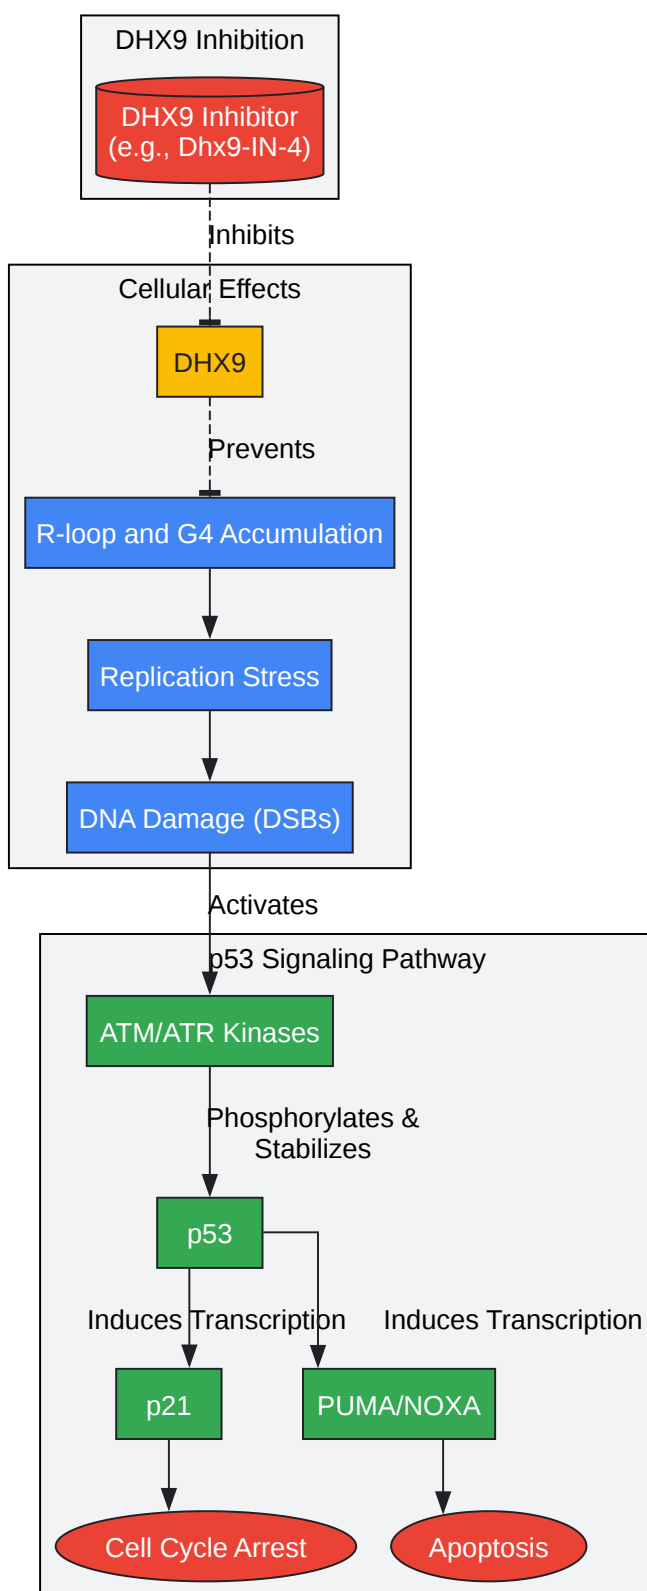 DHX9 Inhibition
DHX9 Inhibitor
(e.g., Dhx9-IN-4)
Inhibits
Cellular Effects
DHX9
Prevents
R-loop and G4 Accumulation
Replication Stress
DNA Damage (DSBs)
Activates
p53 Signaling Pathway
ATM/ATR Kinases
Phosphorylates &
Stabilizes
p53
Induces Transcription
Induces Transcription
p21
PUMA/NOXA
Cell Cycle Arrest
Apoptosis